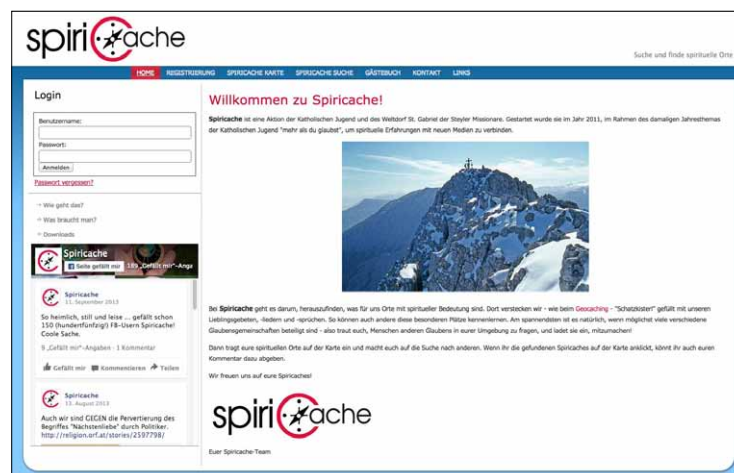 spiricache
Suche und finde spirituelle Orte
HOME REGISTRIERUNG SPIRICACHE KARTE SPIRICACHE SUCHE GÄSTEBUCH KONTAKT LINKS
Login
Benutzername:
Passwort:
Anmelden
Passwort vergessen?
Wie geht das?
Was braucht man?
Downloads
Spiricache
Seite gefällt mir 189 „Gefällt mir"-Anga
Spiricache
11. September 2013
So heimlich, still und leise ... gefällt schon
150 (hundertfünfzig!) FB-Usern Spiricache!
Coole Sache.
9 „Gefällt mir"-Angaben · 1 Kommentar
Gefällt mir Kommentieren Teilen
Spiricache
13. August 2013
Auch wir sind GEGEN die Pervertierung des
Begriffes "Nächstenliebe" durch Politiker.
http://religion.orf.at/stories/2597798/
Willkommen zu Spiricache!
Spiricache ist eine Aktion der Katholischen Jugend und des Weltdorf St. Gabriel der Steyler Missionare. Gestartet wurde sie im Jahr 2011, im Rahmen des damaligen Jahresthemas
der Katholischen Jugend "mehr als du glaubst", um spirituelle Erfahrungen mit neuen Medien zu verbinden.
Bei Spiricache geht es darum, herauszufinden, was für uns Orte mit spiritueller Bedeutung sind. Dort verstecken wir - wie beim Geocaching - "Schatzkisten" gefüllt mit unseren
Lieblingsgebeten, -liedern und -sprüchen. So können auch andere diese besonderen Plätze kennenlernen. Am spannendsten ist es natürlich, wenn möglichst viele verschiedene
Glaubensgemeinschaften beteiligt sind - also traut euch, Menschen anderen Glaubens in eurer Umgebung zu fragen, und ladet sie ein, mitzumachen!
Dann tragt eure spirituellen Orte auf der Karte ein und macht euch auf die Suche nach anderen. Wenn ihr die gefundenen Spiricaches auf der Karte anklickt, könnt ihr auch euren
Kommentar dazu abgeben.
Wir freuen uns auf eure Spiricaches!
spiricache
Euer Spiricache-Team